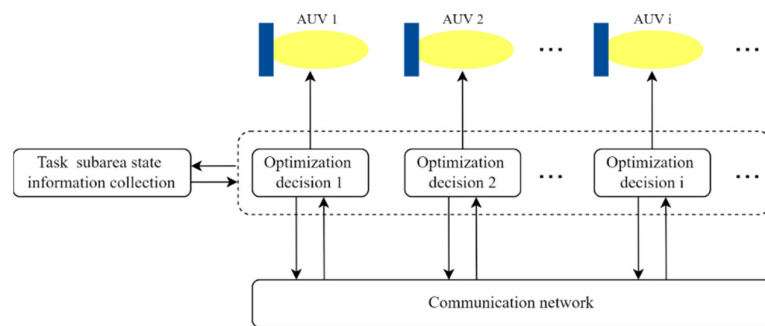 AUV 1
AUV 2
AUV i
...
...
Task subarea state
information collection
Optimization
decision 1
Optimization
decision 2
...
Optimization
decision i
...
Communication network